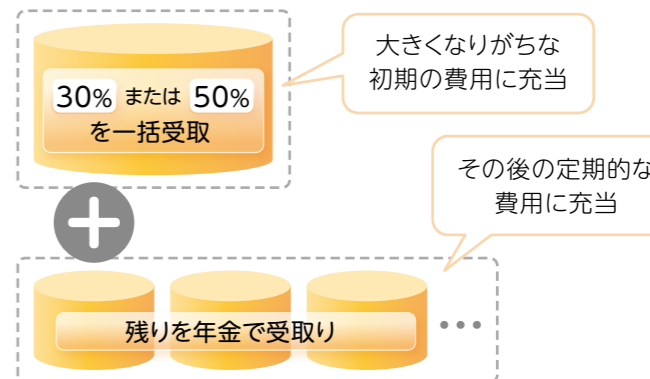 30% または 50%
を一括受取
大きくなりがちな
初期の費用に充当
その後の定期的な
費用に充当
残りを年金で受取り